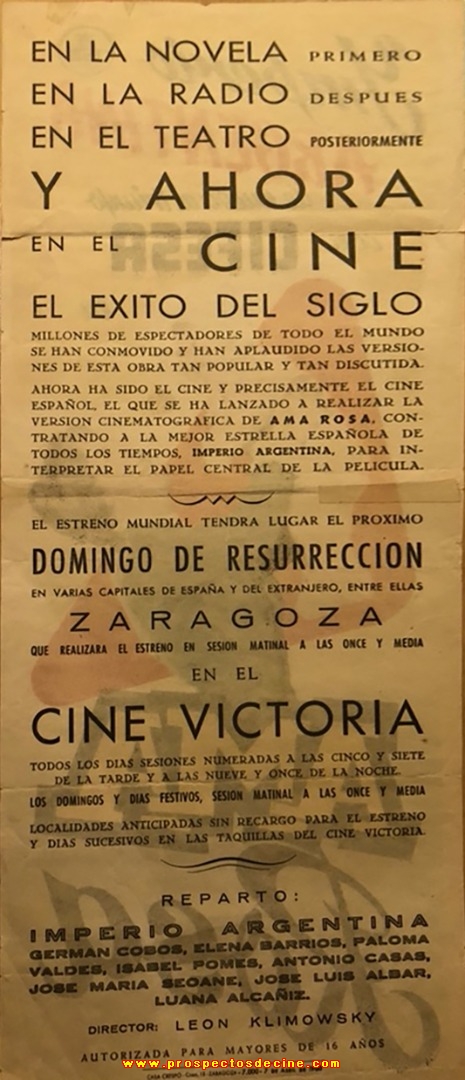 EN LA NOVELA PRIMERO
EN LA RADIO DESPUES
EN EL TEATRO POSTERIORMENTE
Y AHORA
EN EL CINE
EL EXITO DEL SIGLO
MILLONES DE ESPECTADORES DE TODO EL MUNDO
SE HAN CONMOVIDO Y HAN APLAUDIDO LAS VERSIO-
NES DE ESTA OBRA TAN POPULAR Y TAN DISCUTIDA.
AHORA HA SIDO EL CINE Y PRECISAMENTE EL CINE
ESPAÑOL, EL QUE SE HA LANZADO A REALIZAR LA
VERSION CINEMATOGRAFICA DE AMA ROSA, CON-
TRATANDO A LA MEJOR ESTRELLA ESPAÑOLA DE
TODOS LOS TIEMPOS, IMPERIO ARGENTINA, PARA IN-
TERPRETAR EL PAPEL CENTRAL DE LA PELICULA.
EL ESTRENO MUNDIAL TENDRA LUGAR EL PROXIMO
DOMINGO DE RESURRECCION
EN VARIAS CAPITALES DE ESPAÑA Y DEL EXTRANJERO, ENTRE ELLAS
ZARAGOZA
QUE REALIZARA EL ESTRENO EN SESION MATINAL A LAS ONCE Y MEDIA
EN EL
CINE VICTORIA
TODOS LOS DIAS SESIONES NUMERADAS A LAS CINCO Y SIETE
DE LA TARDE Y A LAS NUEVE Y ONCE DE LA NOCHE.
LOS DOMINGOS Y DIAS FESTIVOS, SESION MATINAL A LAS ONCE Y MEDIA
LOCALIDADES ANTICIPADAS SIN RECARGO PARA EL ESTRENO
Y DIAS SUCESIVOS EN LAS TAQUILLAS DEL CINE VICTORIA.
REPARTO:
IMPERIO ARGENTINA
GERMAN COBOS, ELENA BARRIOS, PALOMA
VALDES, ISABEL POMES, ANTONIO CASAS,
JOSE MARIA SEOANE, JOSE LUIS ALBAR,
LUANA ALCAÑIZ.
DIRECTOR: LEON KLIMOWSKY
AUTORIZADA PARA MAYORES DE 16 AÑOS
www.prospectosdecine.com